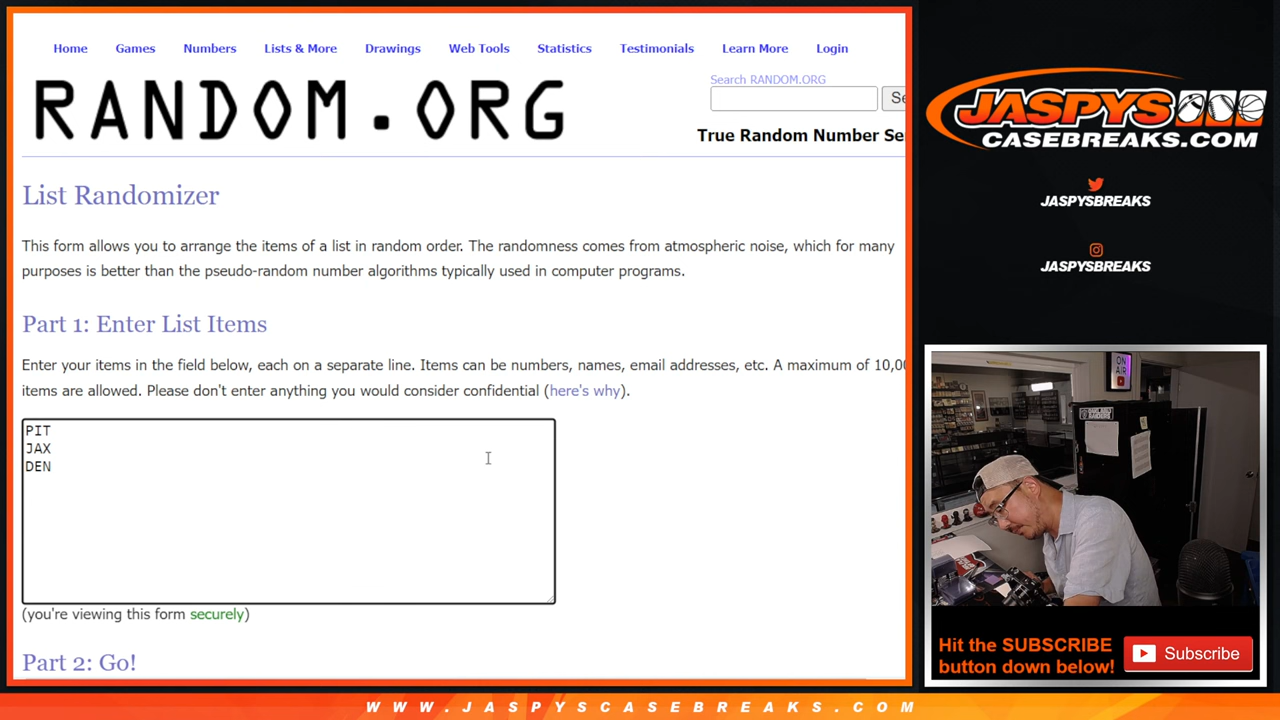 Home Games Numbers Lists & More Drawings Web Tools Statistics Testimonials Learn More Login
RANDOM.ORG
Search RANDOM.ORG
Se
True Random Number Se
List Randomizer
This form allows you to arrange the items of a list in random order. The randomness comes from atmospheric noise, which for many
purposes is better than the pseudo-random number algorithms typically used in computer programs.
Part 1: Enter List Items
Enter your items in the field below, each on a separate line. Items can be numbers, names, email addresses, etc. A maximum of 10,00
items are allowed. Please don't enter anything you would consider confidential (here's why).
PIT
JAX
DEN
(you're viewing this form securely)
Part 2: Go!
JASPYS
CASEBREAKS.COM
JASPYSBREAKS
JASPYSBREAKS
ON
AIR
Hit the SUBSCRIBE
button down below!
Subscribe
WWW.JASPYSCASEBREAKS.COM